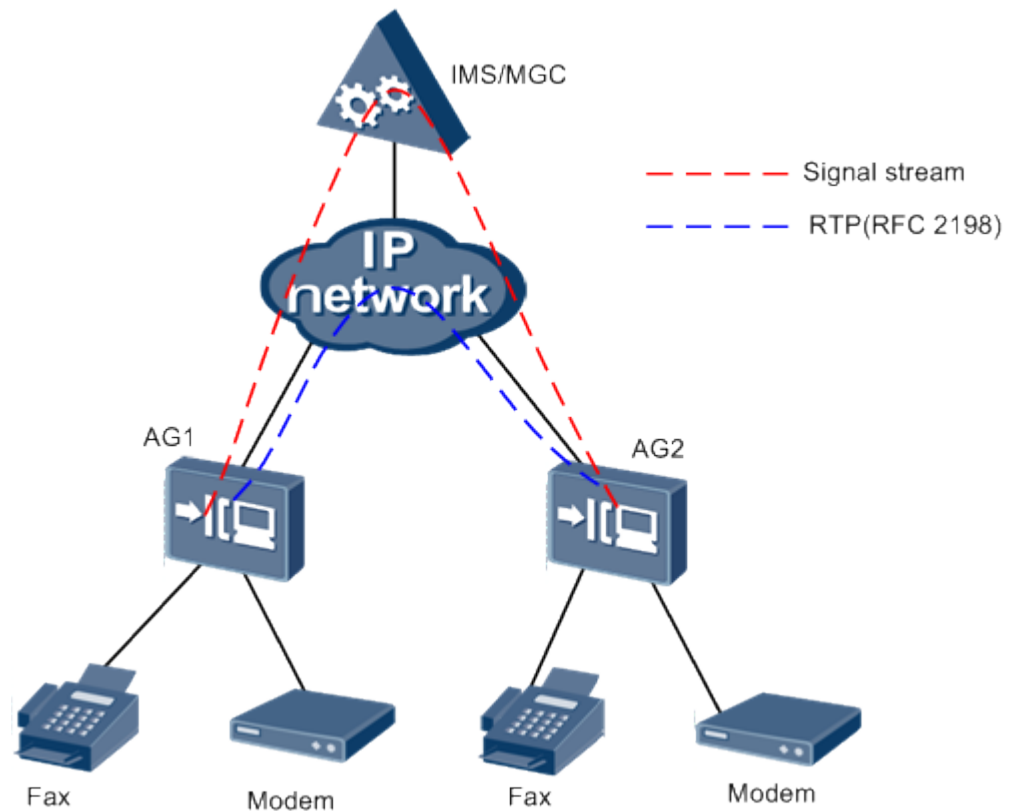 IMS/MGC
Signal stream
RTP(RFC 2198)
IP
network
AG1
AG2
Fax
Modem
Fax
Modem